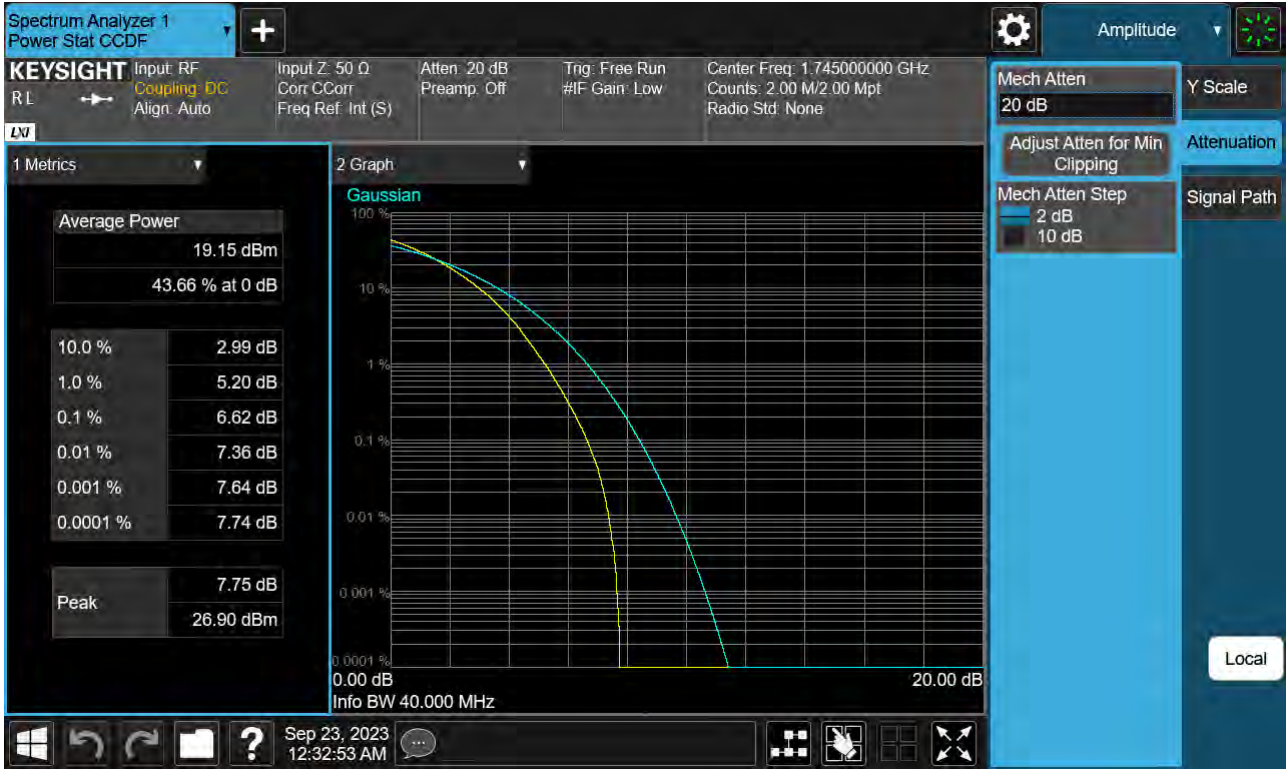 Spectrum Analyzer 1
Power Stat CCDF
+
Amplitude
KEYSIGHT
R L
LXI
Input: RF
Coupling: DC
Align: Auto
Input Z: 50 Ω
Corr CCorr
Freq Ref: Int (S)
Atten: 20 dB
Preamp: Off
Trig: Free Run
#IF Gain: Low
Center Freq: 1.745000000 GHz
Counts: 2.00 M/2.00 Mpt
Radio Std: None
Mech Atten
20 dB
Adjust Atten for Min
Clipping
Mech Atten Step
2 dB
10 dB
Y Scale
Attenuation
Signal Path
1 Metrics
Average Power
19.15 dBm
43.66 % at 0 dB
10.0 % 2.99 dB
1.0 % 5.20 dB
0.1 % 6.62 dB
0.01 % 7.36 dB
0.001 % 7.64 dB
0.0001 % 7.74 dB
Peak
7.75 dB
26.90 dBm
2 Graph
Gaussian
100 %
10 %
1 %
0.1 %
0.01 %
0.001 %
0.0001 %
0.00 dB
20.00 dB
Info BW 40.000 MHz
Local
?
Sep 23, 2023
12:32:53 AM